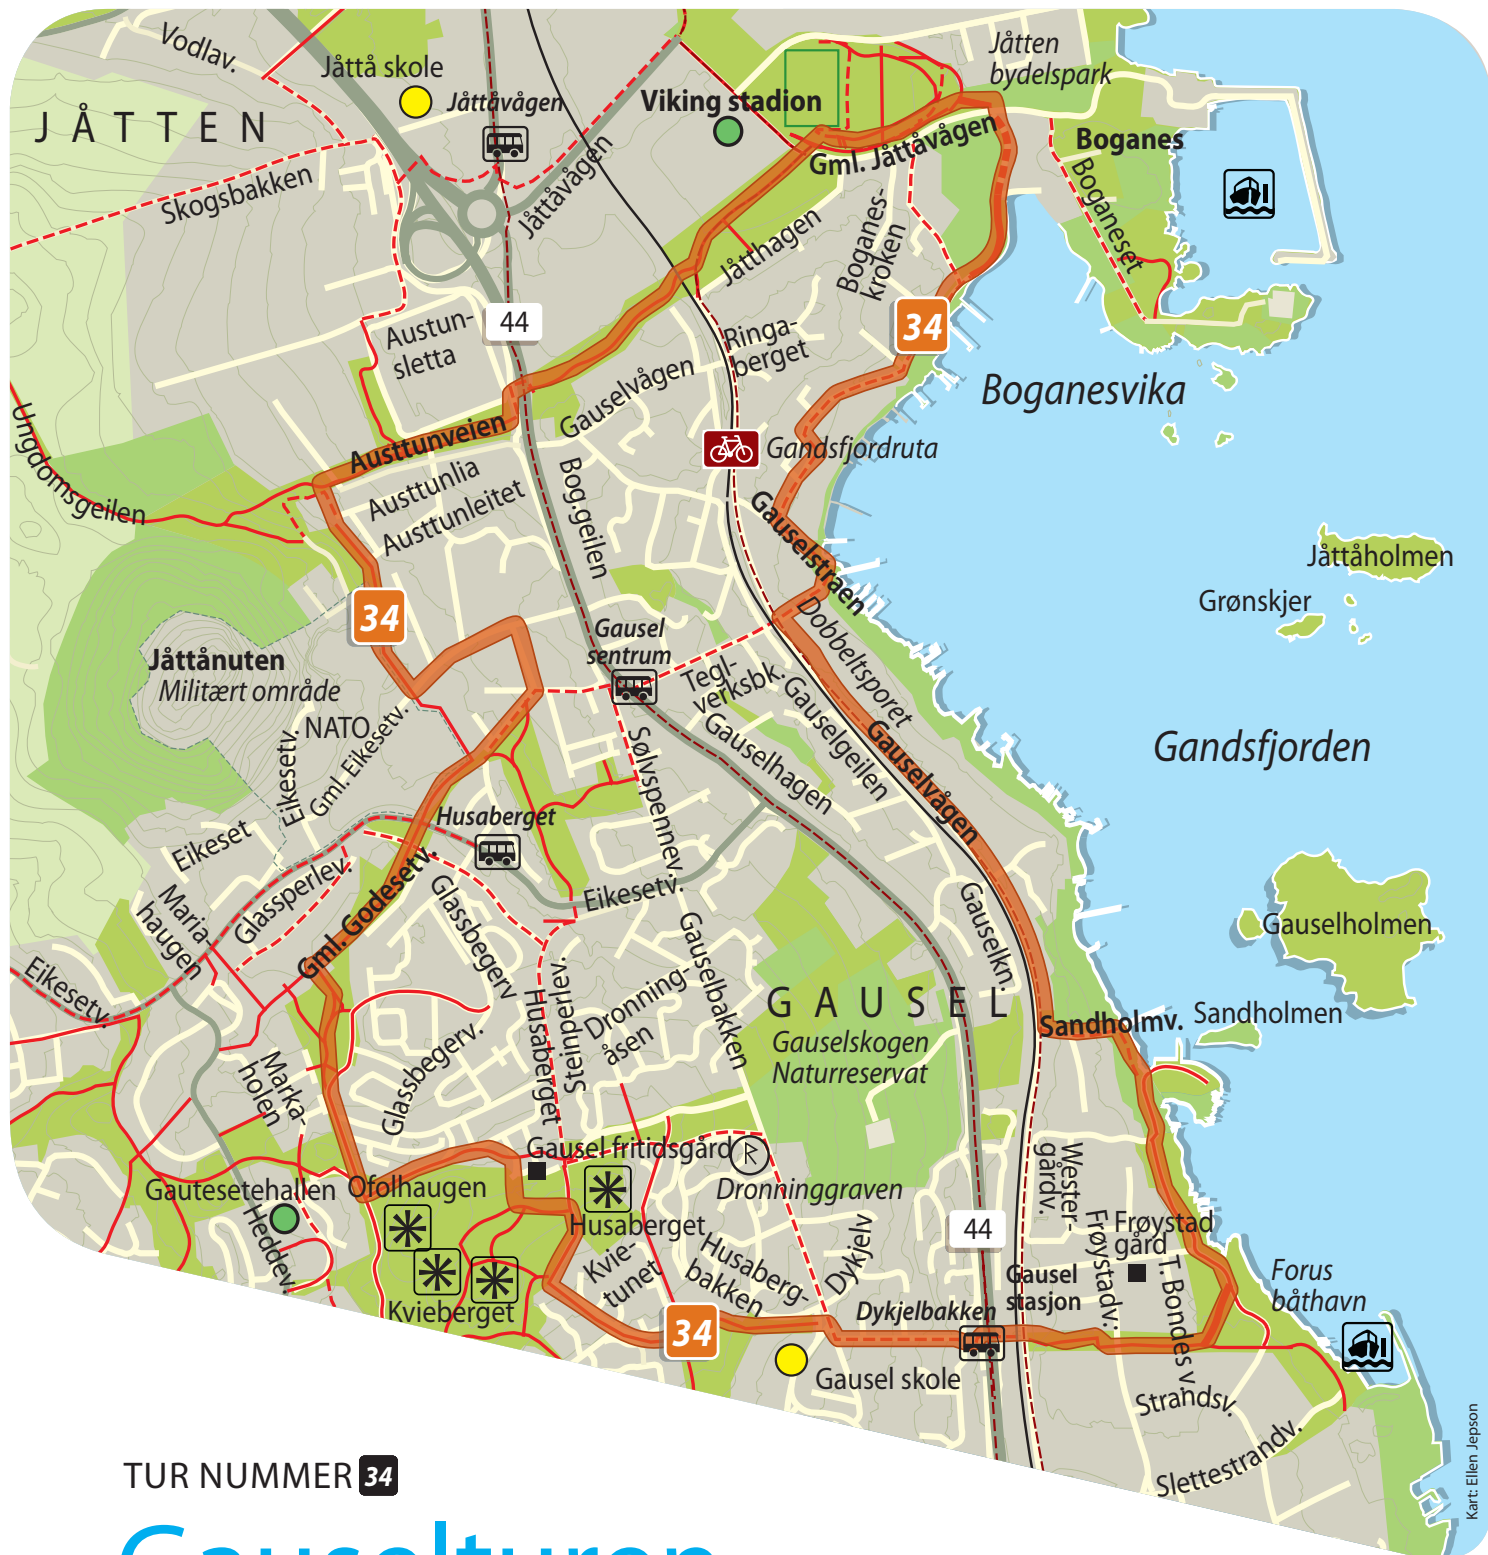 Vodlav.
Jåttå skole
Jåttåvågen
Viking stadion
Jåtten
bydelspark
JÅTTEN
Boganes
Gml. Jåttåvågen
Skogsbakken
Jåttåvågen
Boganeset
Jåtthagen
Boganes-
kroken
34
44
Austun-
sletta
Ringa-
berget
Boganesvika
Gauselvågen
Ungdomsgeilen
Austtunveien
Gandsfjordruta
Austtunlia
Austtunleitet
Bog.geilen
Gauselstraen
Jåttåholmen
Grønskjer
34
Gausel
sentrum
Dobbeltsporet
Jåttånuten
Militært område
Tegl-
verksbk.
Gauselgeilen
NATO
Eikesetv.
Gml. Eikesetv.
Sølvspennev.
Gauselhagen
Gauselvågen
Gandsfjorden
Husaberget
Eikeset
Glassperlev.
Maria-
haugen
Gml. Godesetv.
Glassbegerv
Eikesetv.
Gauselkn.
Gauselholmen
Eikesetv.
Steinperlev.
Husaberget
Dronning-
åsen
Gauselbakken
GAUSEL
Gauselskogen
Naturreservat
Sandholmv.
Sandholmen
Marka-
holen
Glassbegerv.
Gausel fritidsgård
R
Dronninggraven
Wester-
gårdv.
Gautesetehallen
Ofolhaugen
Heddev.
Husaberget
Kvieberget
Kvie-
tunet
Husaberg-
bakken
Dykjelv
44
Frøystad
gård
Frøystadv.
T. Bondes v.
Gausel
stasjon
Forus
båthavn
34
Dykjelbakken
Gausel skole
Strandsv.
Slettestrandv.
Kart: Ellen Jepson
TUR NUMMER 34
Gauselturen